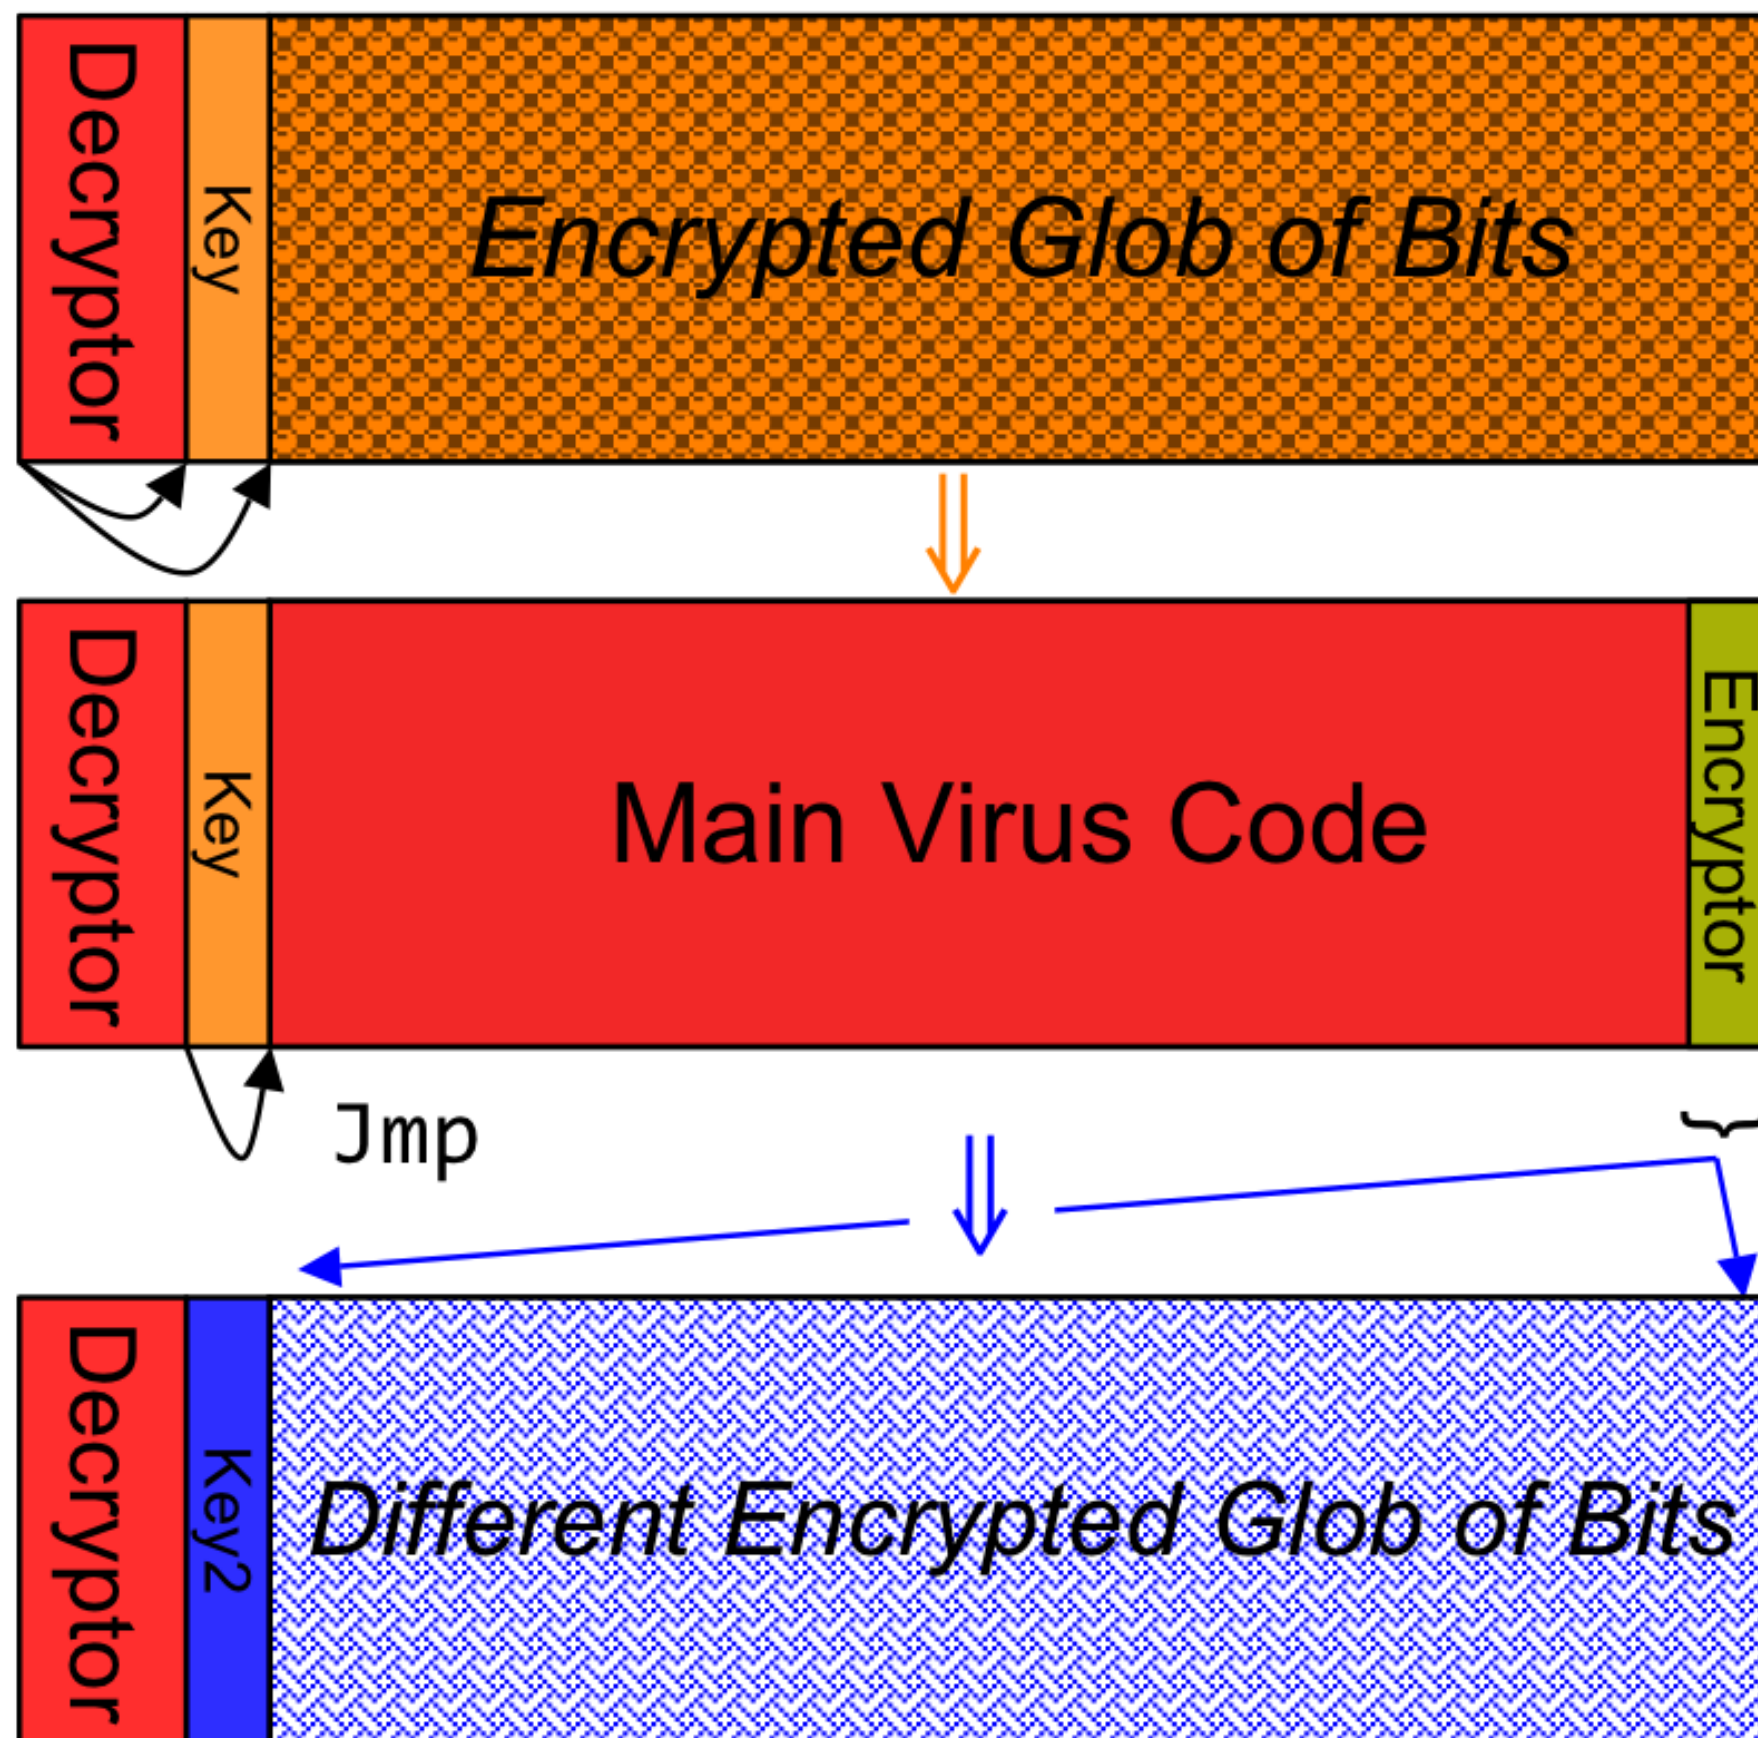 Decryptor
Key
Encrypted Glob of Bits
Decryptor
Key
Main Virus Code
Encryptor
Jmp
Decryptor
Key2
Different Encrypted Glob of Bits